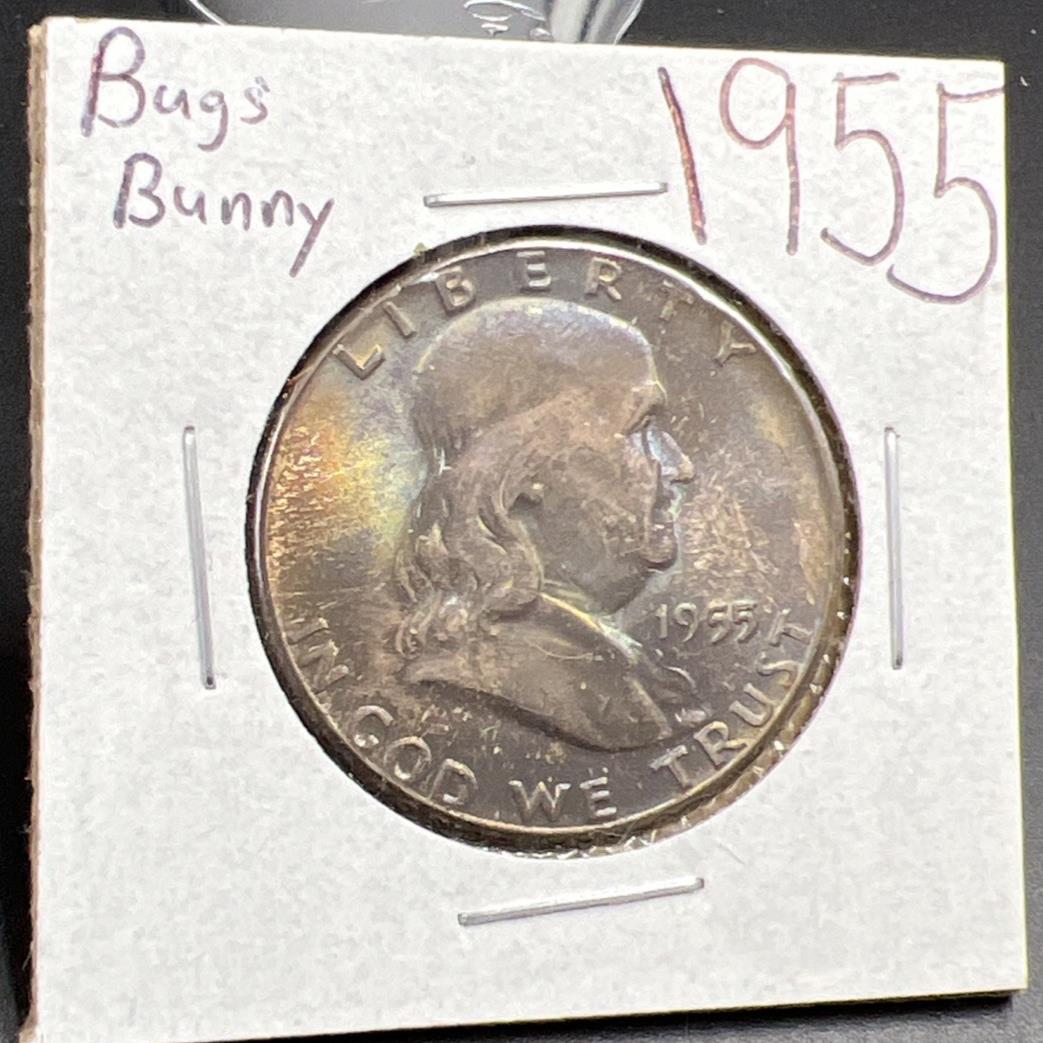 Bugs
Bunny
1955
LIBERTY
1955
IN GOD WE TRUST